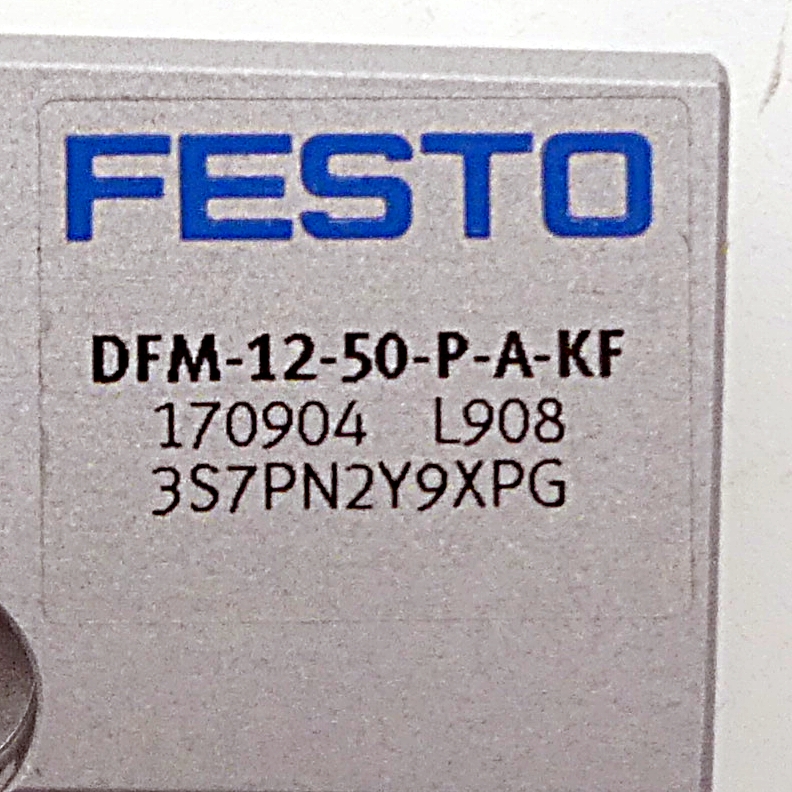 FESTO
DFM-12-50-P-A-KF
170904 L908
3S7PN2Y9XPG